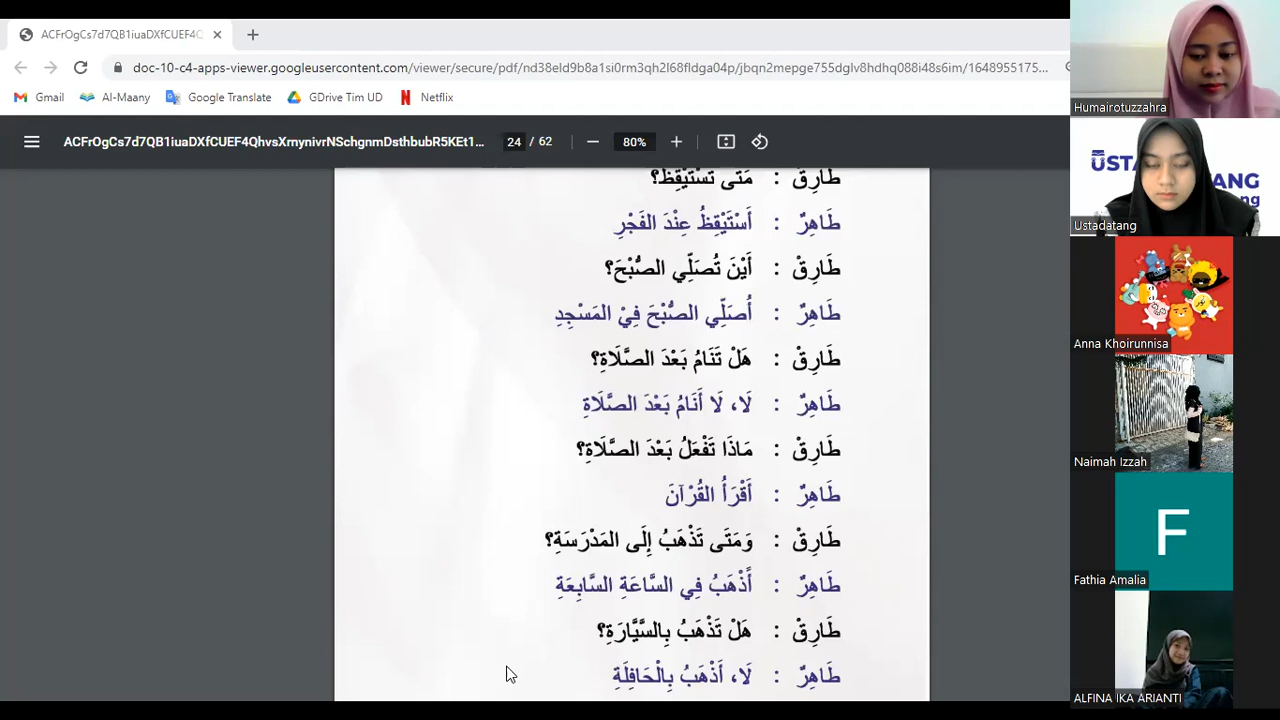 ACFrOgCs7d7QB1iuaDXfCUEF4C
doc-10-c4-apps-viewer.googleusercontent.com/viewer/secure/pdf/nd38eld9b8a1si0rm3qh2l68fldga04p/jbqn2mepge755dglv8hdhq088i48s6im/1648955175...
Gmail Al-Maany Google Translate GDrive Tim UD Netflix
ACFrOgCs7d7QB1iuaDXfCUEF4QhvsXmynivrNSchgnmDsthbubR5KEt1... 24 / 62 80%
طَارِقْ : مَتَى تَسْتَيْقِظُ؟
طَاهِرٌ : أَسْتَيْقِظُ عِنْدَ الفَجْرِ
طَارِقْ : أَيْنَ تُصَلِّي الصُّبْحَ؟
طَاهِرٌ : أُصَلِّي الصُّبْحَ فِيْ المَسْجِدِ
طَارِقْ : هَلْ تَنَامُ بَعْدَ الصَّلَاةِ؟
طَاهِرٌ : لَا، لَا أَنَامُ بَعْدَ الصَّلَاةِ
طَارِقْ : مَاذَا تَفْعَلُ بَعْدَ الصَّلَاةِ؟
طَاهِرٌ : أَقْرَأُ القُرْآنَ
طَارِقْ : وَمَتَى تَذْهَبُ إِلَى المَدْرَسَةِ؟
طَاهِرٌ : أَذْهَبُ فِي السَّاعَةِ السَّابِعَةِ
طَارِقْ : هَلْ تَذْهَبُ بِالسَّيَّارَةِ؟
طَاهِرٌ : لَا، أَذْهَبُ بِالْحَافِلَةِ
Humairotuzzahra
Ustadatang
Anna Khoirunnisa
Naimah Izzah
F
Fathia Amalia
ALFINA IKA ARIANTI